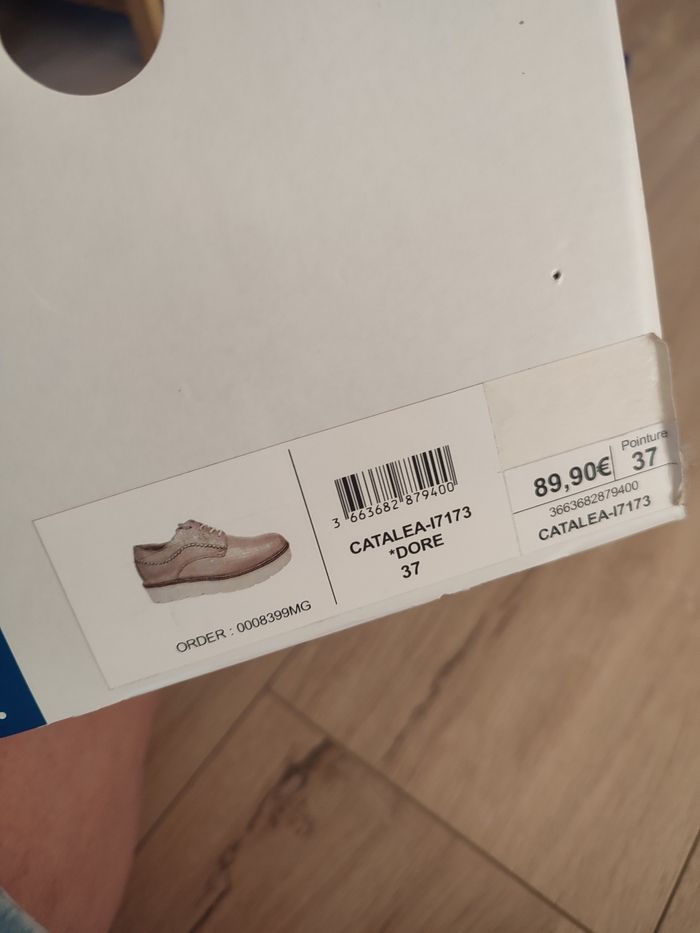 ORDER : 0008399MG
3 663682 879400
CATALEA-I7173
*DORE
37
89,90€
Pointure
37
3663682879400
CATALEA-I7173